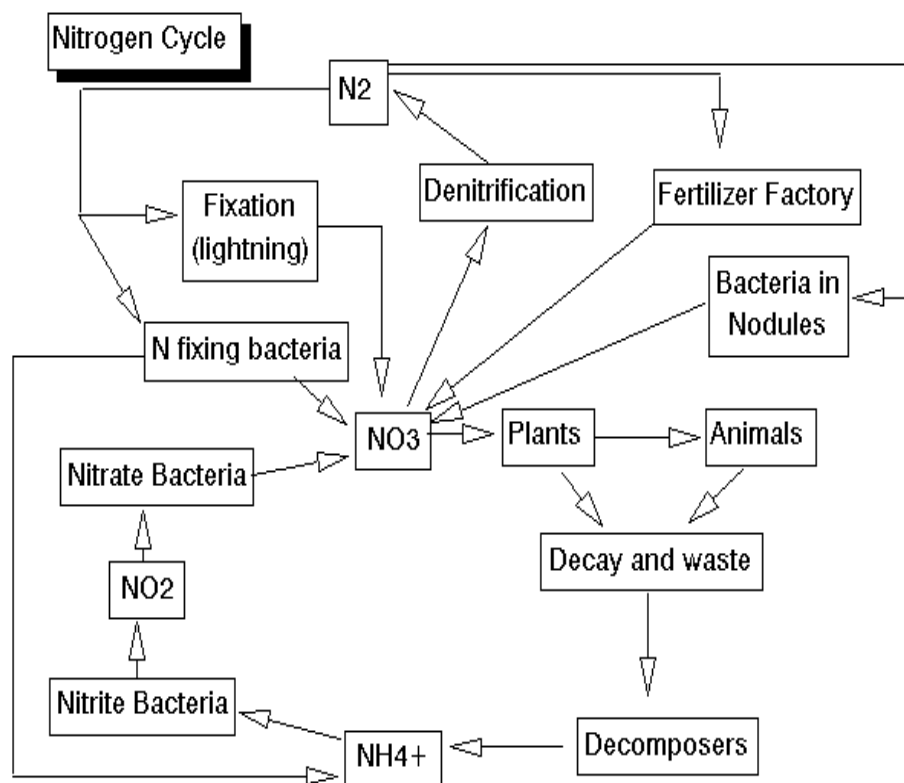 Nitrogen Cycle
N2
Denitrification
Fertilizer Factory
Fixation
(lightning)
Bacteria in
Nodules
N fixing bacteria
NO3
Plants
Animals
Nitrate Bacteria
Decay and waste
NO2
Nitrite Bacteria
Decomposers
NH4+